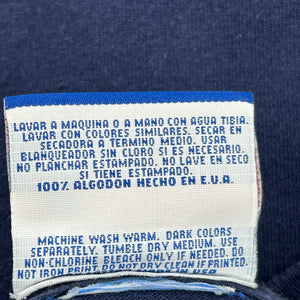 LAVAR A MAQUINA O A MANO CON AGUA TIBIA.
LAVAR CON COLORES SIMILARES. SECAR EN
SECADORA A TERMINO MEDIO. USAR
BLANQUEADOR SIN CLORO SI ES NECESARIO.
NO PLANCHAR ESTAMPADO. NO LAVE EN SECO
SI TIENE ESTAMPADO.
100% ALGODON HECHO EN E.U.A.
MACHINE WASH WARM. DARK COLORS
SEPARATELY. TUMBLE DRY MEDIUM. USE
NON-CHLORINE BLEACH ONLY IF NEEDED. DO
NOT IRON PRINT. DO NOT DRY CLEAN IF PRINTED.